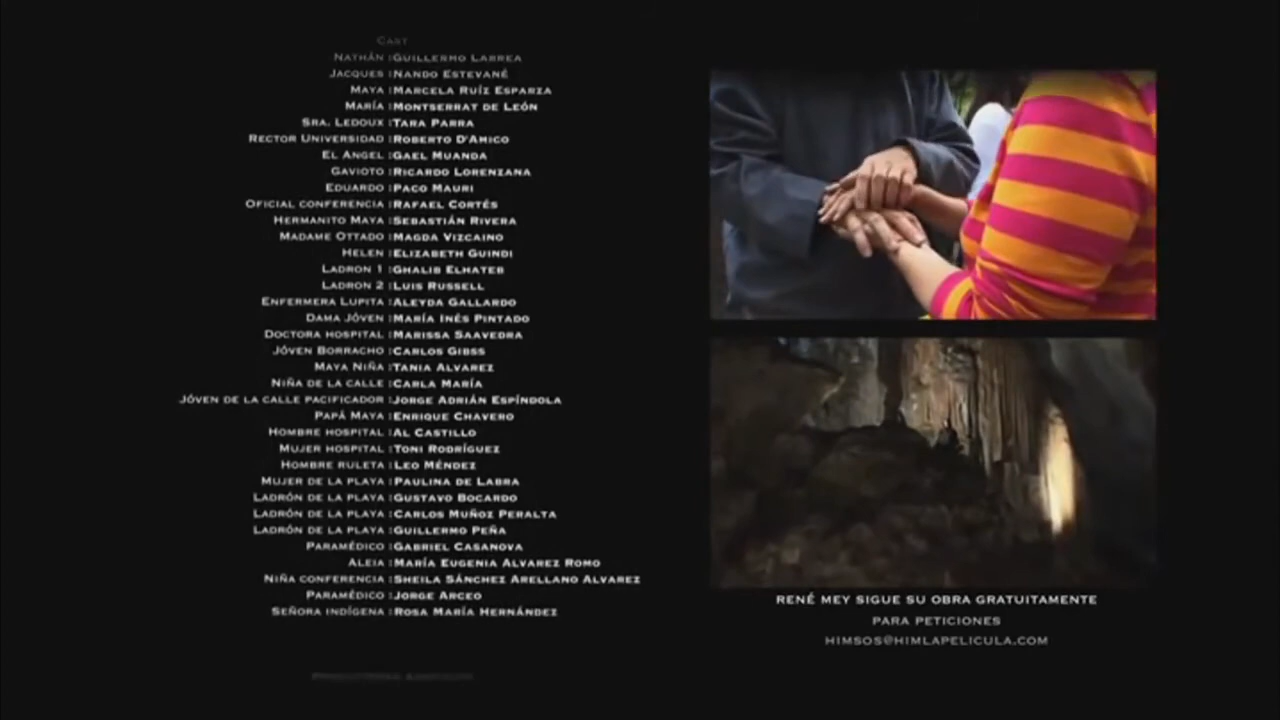 CAST
NATHÁN :GUILLERMO LARREA
JACQUES :NANDO ESTEVANÉ
MAYA :MARCELA RUÍZ ESPARZA
MARÍA :MONTSERRAT DE LEÓN
SRA. LEDOUX :TARA PARRA
RECTOR UNIVERSIDAD :ROBERTO D'AMICO
EL ANGEL :GAEL MUANDA
GAVIOTO :RICARDO LORENZANA
EDUARDO :PACO MAURI
OFICIAL CONFERENCIA :RAFAEL CORTÉS
HERMANITO MAYA :SEBASTIÁN RIVERA
MADAME OTTADO :MAGDA VIZCAINO
HELEN :ELIZABETH GUINDI
LADRON 1 :GHALIB ELHATEB
LADRON 2 :LUIS RUSSELL
ENFERMERA LUPITA :ALEYDA GALLARDO
DAMA JÓVEN :MARÍA INÉS PINTADO
DOCTORA HOSPITAL :MARISSA SAAVEDRA
JÓVEN BORRACHO :CARLOS GIBSS
MAYA NIÑA :TANIA ALVAREZ
NIÑA DE LA CALLE :CARLA MARÍA
JÓVEN DE LA CALLE PACIFICADOR :JORGE ADRIÁN ESPÍNDOLA
PAPÁ MAYA :ENRIQUE CHAVERO
HOMBRE HOSPITAL :AL CASTILLO
MUJER HOSPITAL :TONI RODRÍGUEZ
HOMBRE RULETA :LEO MÉNDEZ
MUJER DE LA PLAYA :PAULINA DE LABRA
LADRÓN DE LA PLAYA :GUSTAVO BOCARDO
LADRÓN DE LA PLAYA :CARLOS MUÑOZ PERALTA
LADRÓN DE LA PLAYA :GUILLERMO PEÑA
PARAMÉDICO :GABRIEL CASANOVA
ALEIA :MARÍA EUGENIA ALVAREZ ROMO
NIÑA CONFERENCIA :SHEILA SÁNCHEZ ARELLANO ALVAREZ
PARAMÉDICO :JORGE ARCEO
SEÑORA INDÍGENA :ROSA MARÍA HERNÁNDEZ
RENÉ MEY SIGUE SU OBRA GRATUITAMENTE
PARA PETICIONES
HIMSOS@HIMLAPELICULA.COM